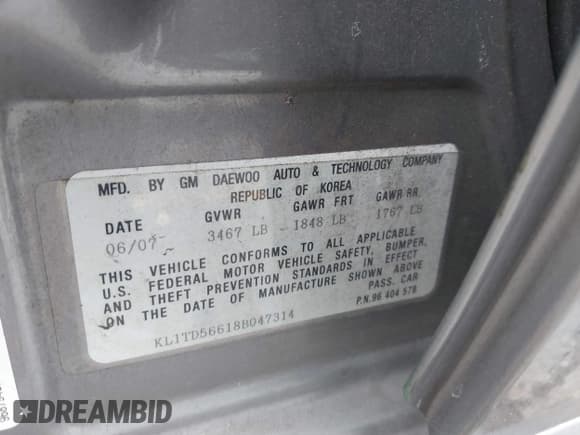 MFD. BY GM DAEWOO AUTO & TECHNOLOGY COMPANY
REPUBLIC OF KOREA
DATE GVWR GAWR FRT GAWR RR
06/07 3467 LB 1848 LB 1767 LB
THIS VEHICLE CONFORMS TO ALL APPLICABLE
U.S. FEDERAL MOTOR VEHICLE SAFETY, BUMPER,
AND THEFT PREVENTION STANDARDS IN EFFECT
ON THE DATE OF MANUFACTURE SHOWN ABOVE
PASS. CAR
P.N.96 404 578
KL1TD56618B047314
DREAMBID